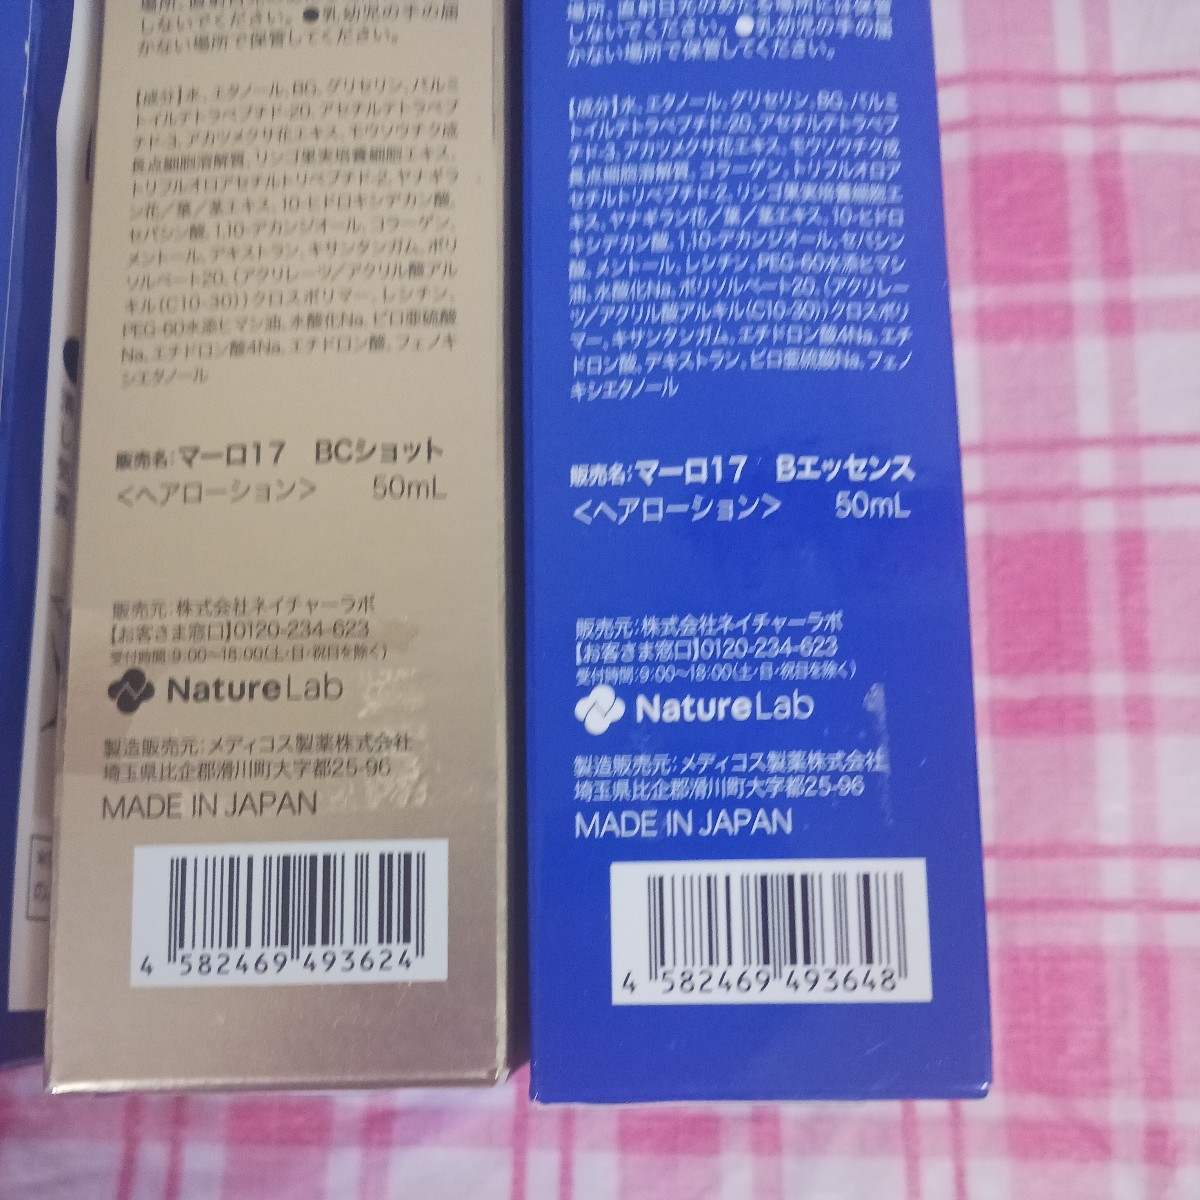 場所、直射日光のあたる場所には保管
しないでください。●乳幼児の手の届
かない場所で保管してください。
【成分】水、エタノール、BG、グリセリン、パルミ
トイルテトラペプチド-20、アセチルテトラペプ
チド-3、アカツメクサ花エキス、モウソウチク成
長点細胞溶解質、リンゴ果実培養細胞エキス、
トリフルオロアセチルトリペプチド-2、ヤナギラ
ン花/葉/茎エキス、10-ヒドロキシデカン酸、
セバシン酸、1,10-デカンジオール、コラーゲン、
メントール、デキストラン、キサンタンガム、ポリ
ソルベート20、(アクリレーツ/アクリル酸アル
キル(C10-30))クロスポリマー、レシチン、
PEG-60水添ヒマシ油、水酸化Na、ピロ亜硫酸
Na、エチドロン酸4Na、エチドロン酸、フェノキ
シエタノール
販売名:マーロ17 BCショット
<ヘアローション> 50mL
販売元:株式会社ネイチャーラボ
【お客さま窓口】0120-234-623
受付時間:9:00~18:00(土・日・祝日を除く)
NatureLab
製造販売元:メディコス製薬株式会社
埼玉県比企郡滑川町大字都25-96
MADE IN JAPAN
4 582469 493624
場所、直射日光のあたる場所には保管
しないでください。●乳幼児の手の届
かない場所で保管してください。
【成分】水、エタノール、グリセリン、BG、パルミ
トイルテトラペプチド-20、アセチルテトラペプ
チド-3、アカツメクサ花エキス、モウソウチク成
長点細胞溶解質、コラーゲン、トリフルオロア
セチルトリペプチド-2、リンゴ果実培養細胞エ
キス、ヤナギラン花/葉/茎エキス、10-ヒドロ
キシデカン酸、1,10-デカンジオール、セバシン
酸、メントール、レシチン、PEG-60水添ヒマシ
油、水酸化Na、ポリソルベート20、(アクリレー
ツ/アクリル酸アルキル(C10-30))クロスポリ
マー、キサンタンガム、エチドロン酸4Na、エチ
ドロン酸、デキストラン、ピロ亜硫酸Na、フェノ
キシエタノール
販売名:マーロ17 Bエッセンス
<ヘアローション> 50mL
販売元:株式会社ネイチャーラボ
【お客さま窓口】0120-234-623
受付時間:9:00~18:00(土・日・祝日を除く)
NatureLab
製造販売元:メディコス製薬株式会社
埼玉県比企郡滑川町大字都25-96
MADE IN JAPAN
4 582469 493648